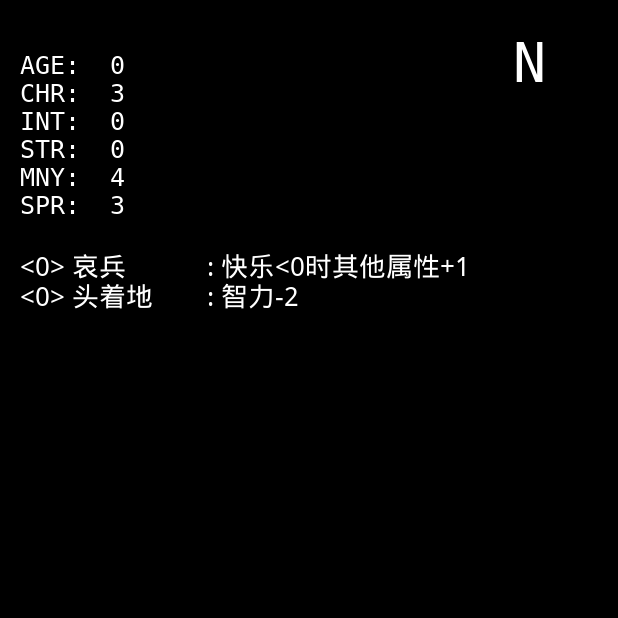 N
AGE: 0
CHR: 3
INT: 0
STR: 0
MNY: 4
SPR: 3
<0> 哀兵 : 快乐<0时其他属性+1
<0> 头着地 : 智力-2